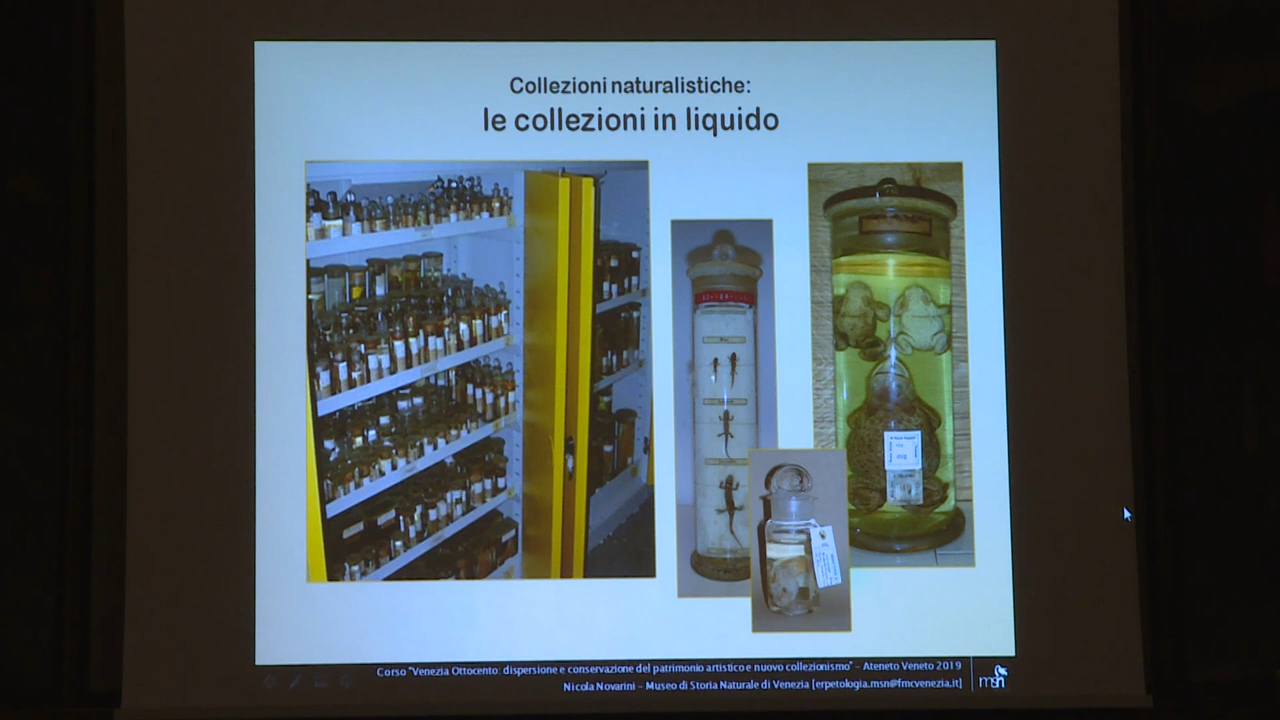 Collezioni naturalistiche:
le collezioni in liquido
Corso "Venezia Ottocento: dispersione e conservazione del patrimonio artistico e nuovo collezionismo" – Ateneto Veneto 2019
Nicola Novarini – Museo di Storia Naturale di Venezia [erpetologia.msn@fmcvenezia.it]
msn